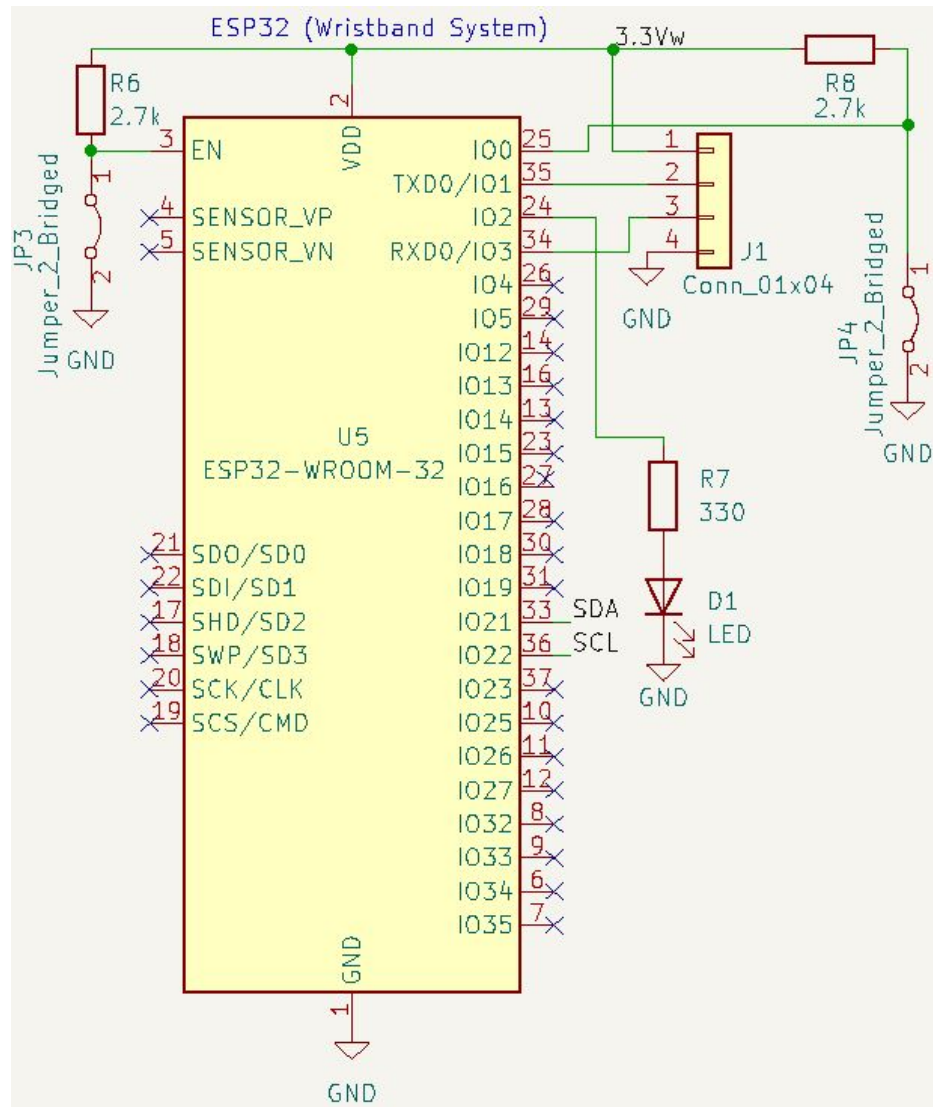 ESP32 (Wristband System)
3.3Vw
R6
2.7k
R8
2.7k
2
VDD
3
EN
JP3
Jumper_2_Bridged
1
2
GND
4
SENSOR_VP
5
SENSOR_VN
IO0
25
TXD0/IO1
35
IO2
24
RXD0/IO3
34
IO4
26
IO5
29
IO12
14
IO13
16
IO14
13
IO15
23
IO16
27
IO17
28
IO18
30
IO19
31
IO21
33
SDA
IO22
36
SCL
IO23
37
IO25
10
IO26
11
IO27
12
IO32
8
IO33
9
IO34
6
IO35
7
1
2
3
4
J1
Conn_01x04
GND
JP4
Jumper_2_Bridged
1
2
GND
U5
ESP32-WROOM-32
R7
330
D1
LED
GND
21
SDO/SD0
22
SDI/SD1
17
SHD/SD2
18
SWP/SD3
20
SCK/CLK
19
SCS/CMD
GND
1
GND